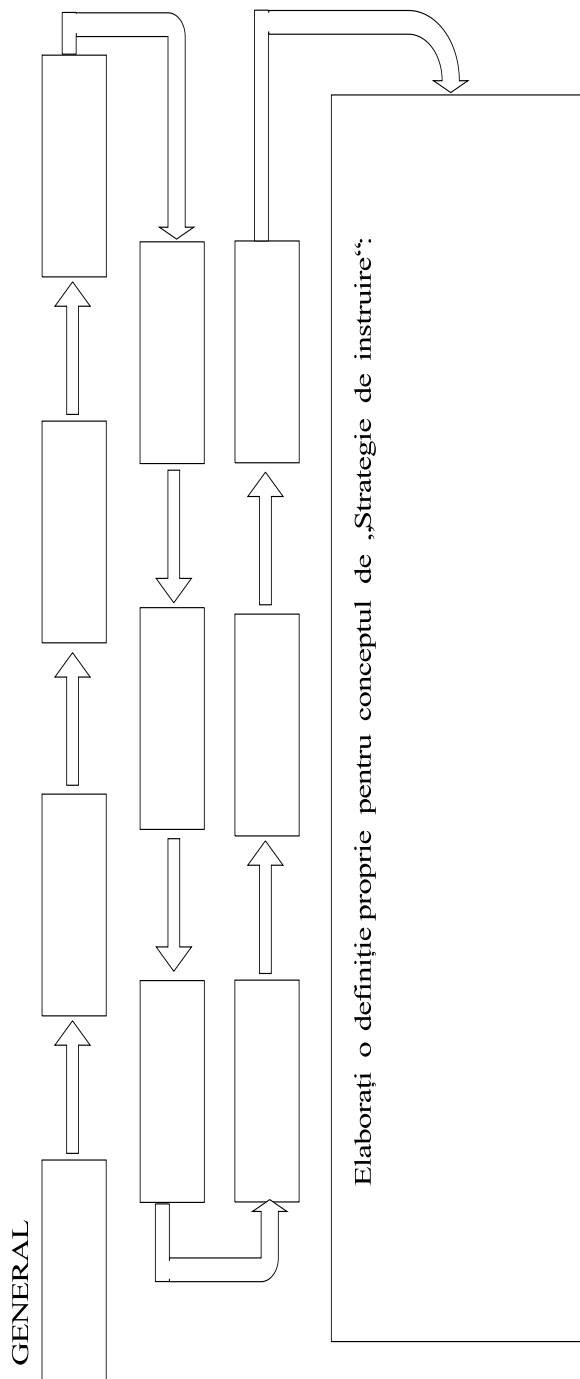 GENERAL
Elaborați o definiție proprie pentru conceptul de „Strategie de instruire“: